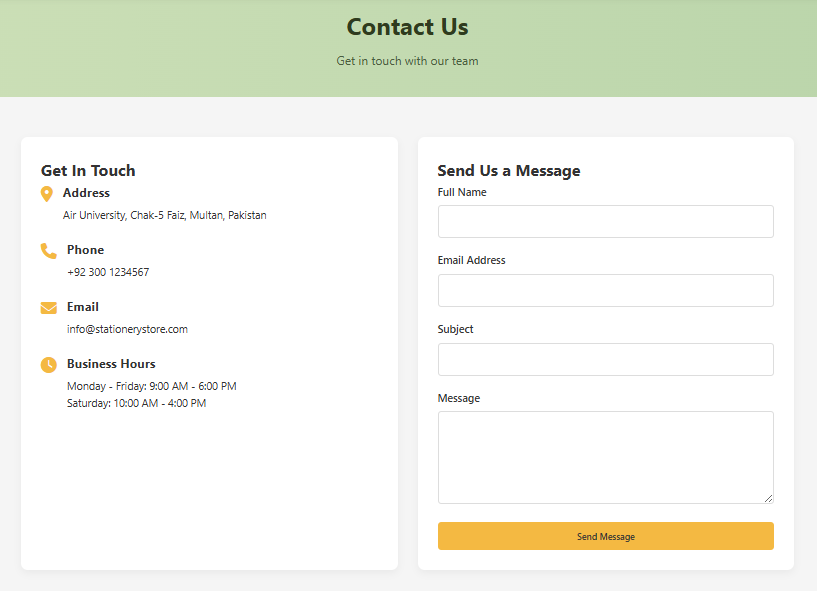 Contact Us
Get in touch with our team
Get In Touch
Address
Air University, Chak-5 Faiz, Multan, Pakistan
Phone
+92 300 1234567
Email
info@stationerystore.com
Business Hours
Monday - Friday: 9:00 AM - 6:00 PM
Saturday: 10:00 AM - 4:00 PM
Send Us a Message
Full Name
Email Address
Subject
Message
Send Message